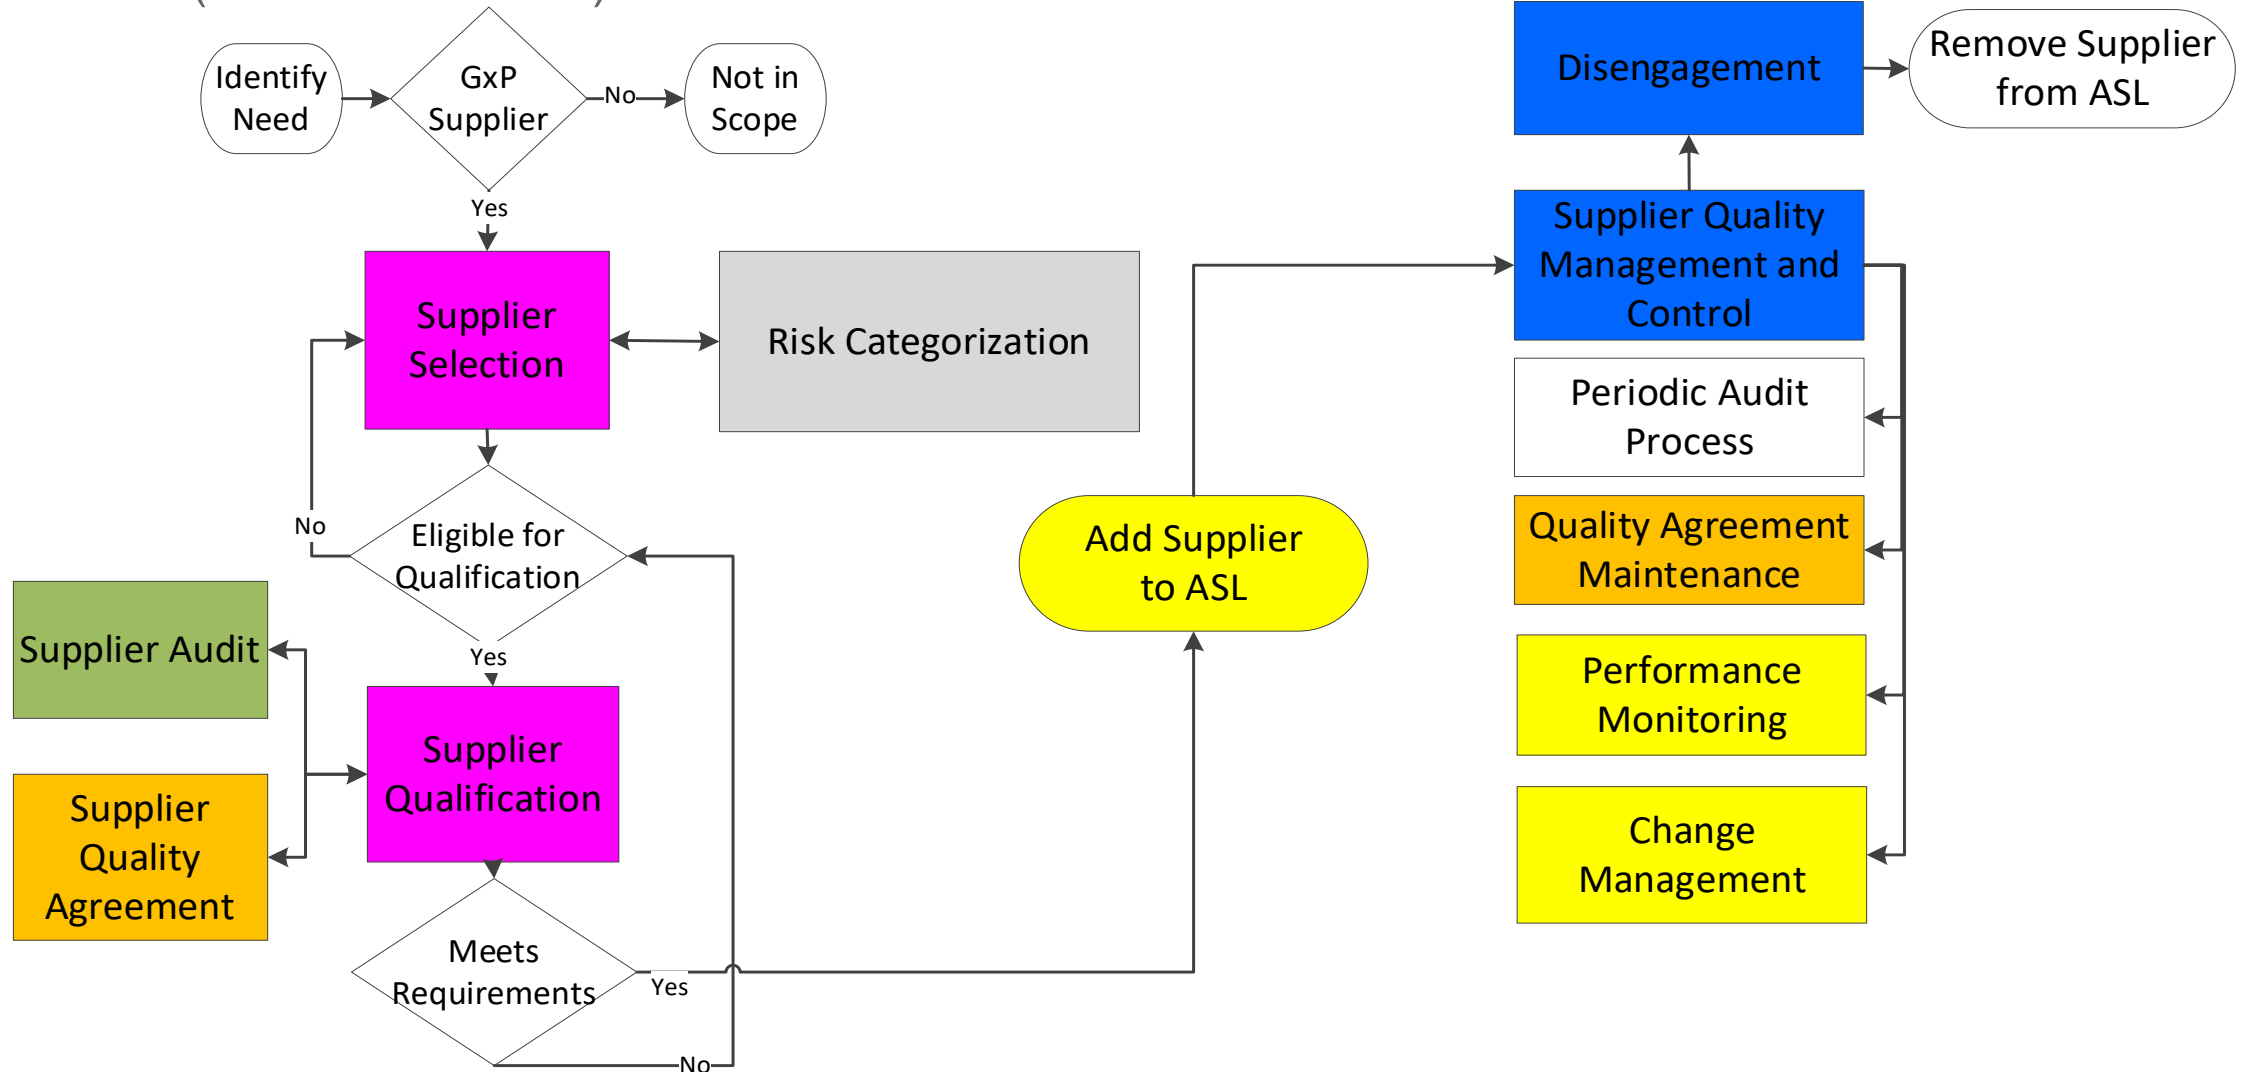 Identify
Need
GxP
Supplier
No
Not in
Scope
Yes
Supplier
Selection
Risk Categorization
No
Eligible for
Qualification
Yes
Supplier Audit
Supplier
Quality
Agreement
Supplier
Qualification
Meets
Requirements
Yes
No
Add Supplier
to ASL
Disengagement
Remove Supplier
from ASL
Supplier Quality
Management and
Control
Periodic Audit
Process
Quality Agreement
Maintenance
Performance
Monitoring
Change
Management